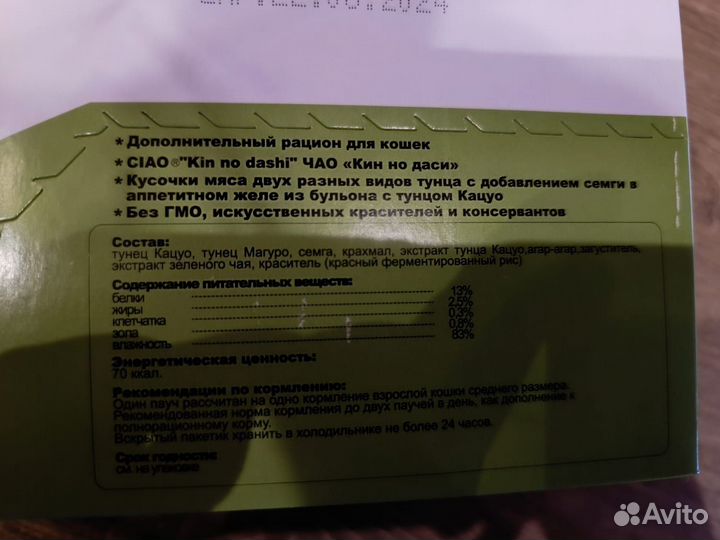 * Дополнительный рацион для кошек
* CIAO®"Kin no dashi" ЧАО «Кин но даси»
* Кусочки мяса двух разных видов тунца с добавлением семги в
аппетитном желе из бульона с тунцом Кацуо
* Без ГМО, искусственных красителей и консервантов
Состав:
тунец Кацуо, тунец Магуро, семга, крахмал, экстракт тунца Кацуо,агар-агар,загуститель,
экстракт зеленого чая, краситель (красный ферментированный рис)
Содержание питательных веществ:
белки 13%
жиры 2,5%
клетчатка 0,3%
зола 0,8%
влажность 83%
Энергетическая ценность:
70 ккал.
Рекомендации по кормлению:
Один пауч рассчитан на одно кормление взрослой кошки среднего размера.
Рекомендованная норма кормления до двух паучей в день, как дополнение к
полнорационному корму.
Вскрытый пакетик хранить в холодильнике не более 24 часов.
Срок годности:
см. на упаковке
Avito